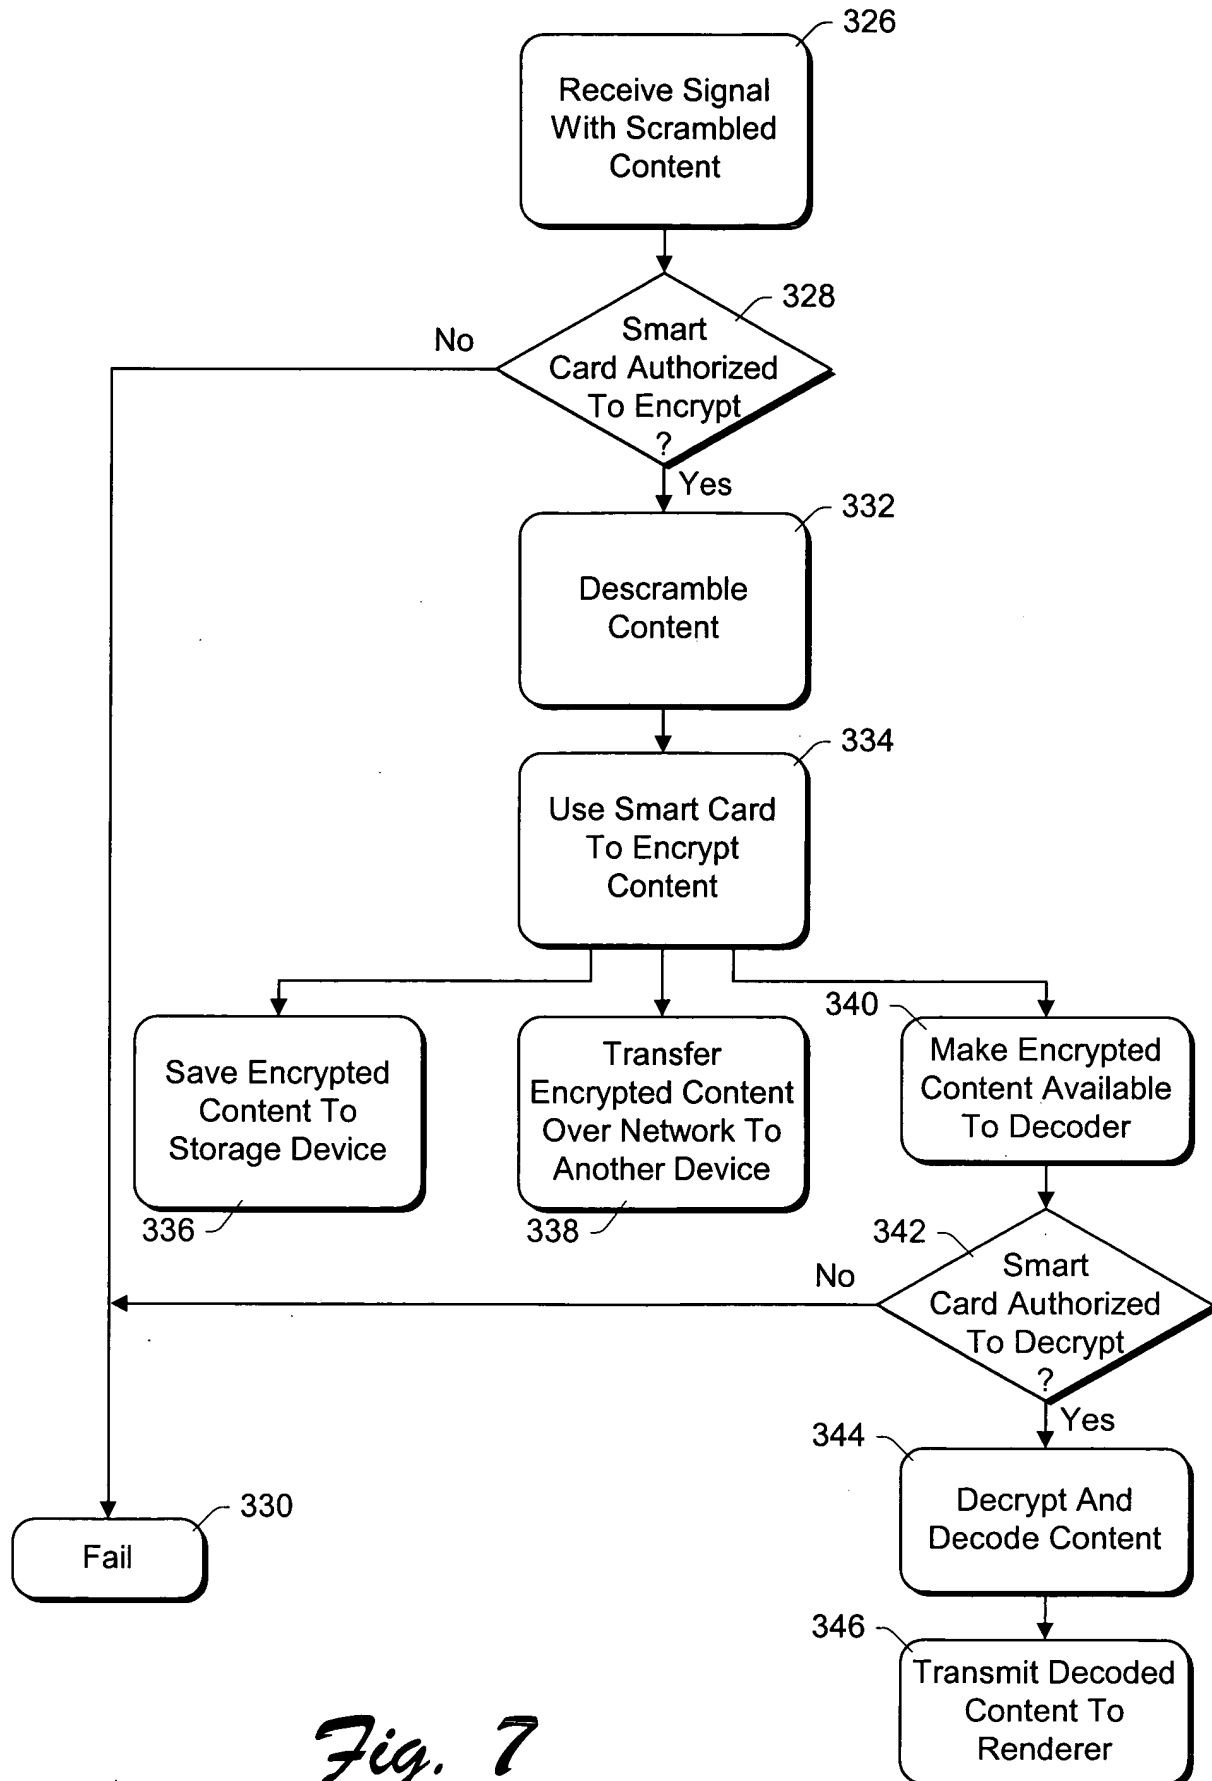 326
Receive Signal
With Scrambled
Content
328
No
Smart
Card Authorized
To Encrypt
?
Yes
332
Descramble
Content
334
Use Smart Card
To Encrypt
Content
340
Save Encrypted
Content To
Storage Device
336
Transfer
Encrypted Content
Over Network To
Another Device
338
Make Encrypted
Content Available
To Decoder
342
No
Smart
Card Authorized
To Decrypt
?
Yes
344
Decrypt And
Decode Content
330
Fail
346
Transmit Decoded
Content To
Renderer
Fig. 7